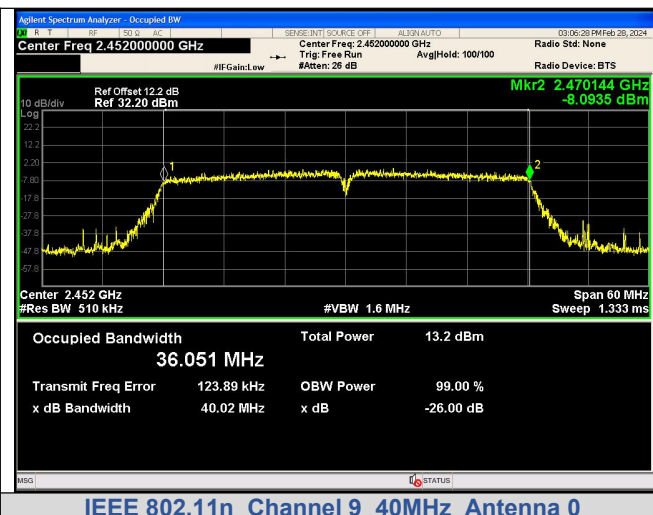 Agilent Spectrum Analyzer - Occupied BW
LXI R T RF 50 Ω AC SENSE:INT SOURCE OFF ALIGN AUTO 03:06:28 PM Feb 28, 2024
Center Freq 2.452000000 GHz Center Freq: 2.452000000 GHz Radio Std: None
Trig: Free Run Avg|Hold: 100/100
#IFGain:Low #Atten: 26 dB Radio Device: BTS
Mkr2 2.470144 GHz
Ref Offset 12.2 dB
10 dB/div Ref 32.20 dBm -8.0935 dBm
Log
22.2
12.2
2.20
-7.80
-17.8
-27.8
-37.8
-47.8
-57.8
1
2
Center 2.452 GHz Span 60 MHz
#Res BW 510 kHz #VBW 1.6 MHz Sweep 1.333 ms
Occupied Bandwidth Total Power 13.2 dBm
36.051 MHz
Transmit Freq Error 123.89 kHz OBW Power 99.00 %
x dB Bandwidth 40.02 MHz x dB -26.00 dB
MSG STATUS
IEEE 802.11n Channel 9 40MHz Antenna 0